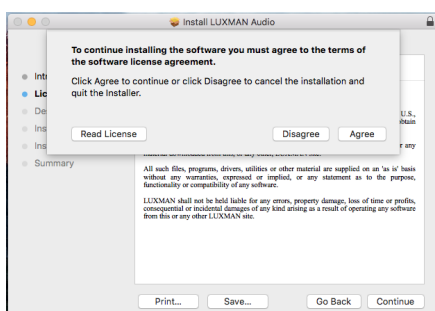 Install LUXMAN Audio
To continue installing the software you must agree to the terms of
the software license agreement.
Click Agree to continue or click Disagree to cancel the installation and
quit the Installer.
Read License Disagree Agree
Int
Lic
De
Ins
Ins
Summary
U.S.,
obtain
r any
All such files, programs, drivers, utilities or other material are supplied on an 'as is' basis
without any warranties, expressed or implied, or any statement as to the purpose,
functionality or compatibility of any software.
LUXMAN shall not be held liable for any errors, property damage, loss of time or profits,
consequential or incidental damages of any kind arising as a result of operating any software
from this or any other LUXMAN site.
Print... Save... Go Back Continue